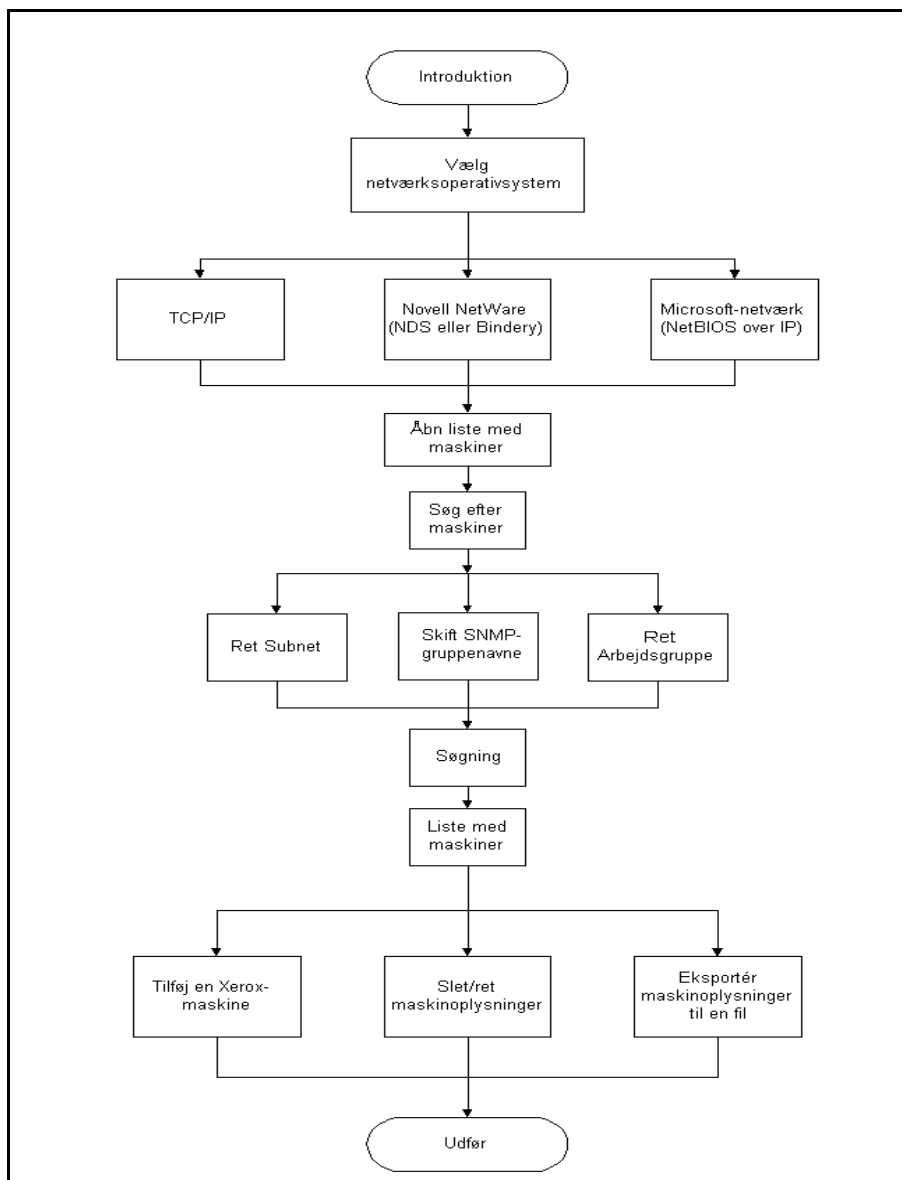 Introduktion
Vælg
netværksoperativsystem
TCP/IP
Novell NetWare
(NDS eller Bindery)
Microsoft-netværk
(NetBIOS over IP)
Åbn liste med
maskiner
Søg efter
maskiner
Ret Subnet
Skift SNMP-
gruppenavne
Ret
Arbejdsgruppe
Søgning
Liste med
maskiner
Tilføj en Xerox-
maskine
Slet/ret
maskinoplysninger
Eksportér
maskinoplysninger
til en fil
Udfør